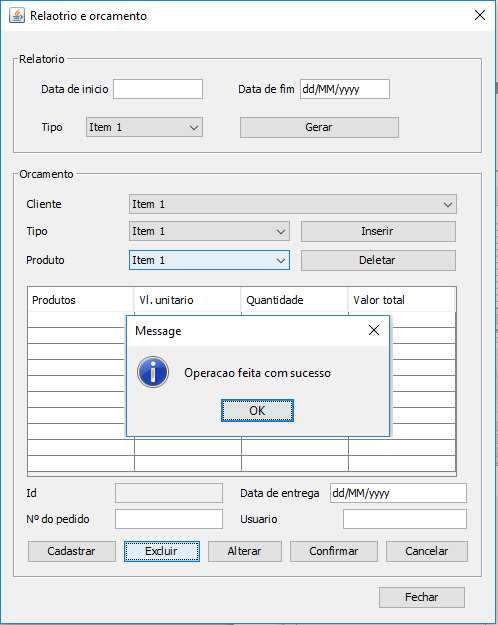 Relaotrio e orcamento
Relatorio
Data de inicio
Data de fim dd/MM/yyyy
Tipo Item 1 Gerar
Orcamento
Cliente Item 1
Tipo Item 1 Inserir
Produto Item 1 Deletar
Produtos Vl. unitario Quantidade Valor total
Message
Operacao feita com sucesso
OK
Id Data de entrega dd/MM/yyyy
Nº do pedido Usuario
Cadastrar Excluir Alterar Confirmar Cancelar
Fechar